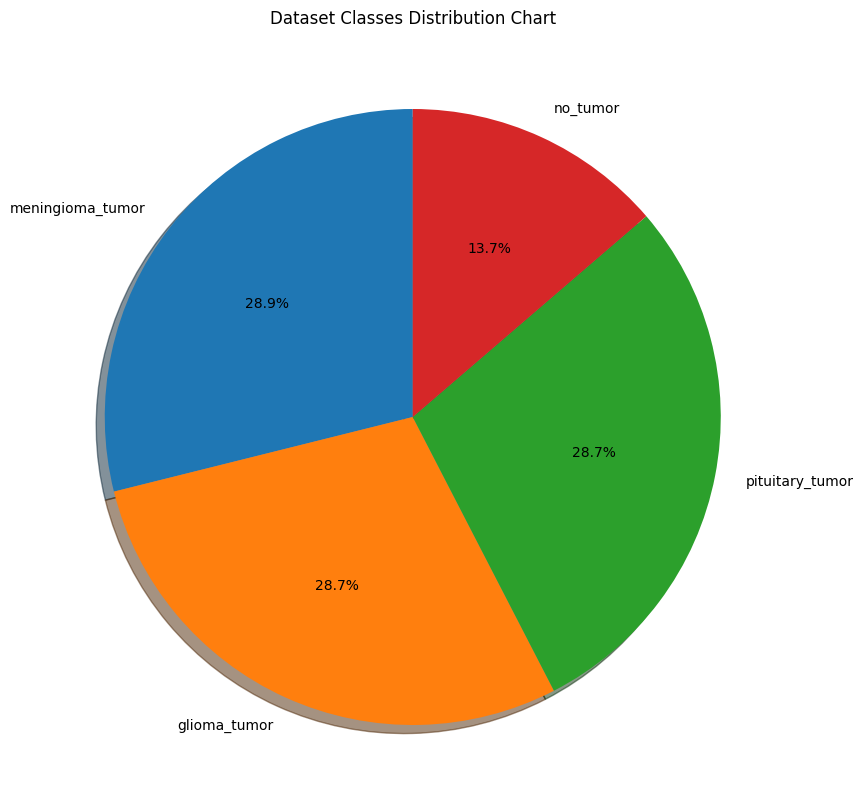 Dataset Classes Distribution Chart
no_tumor
meningioma_tumor
13.7%
28.9%
28.7%
pituitary_tumor
28.7%
glioma_tumor